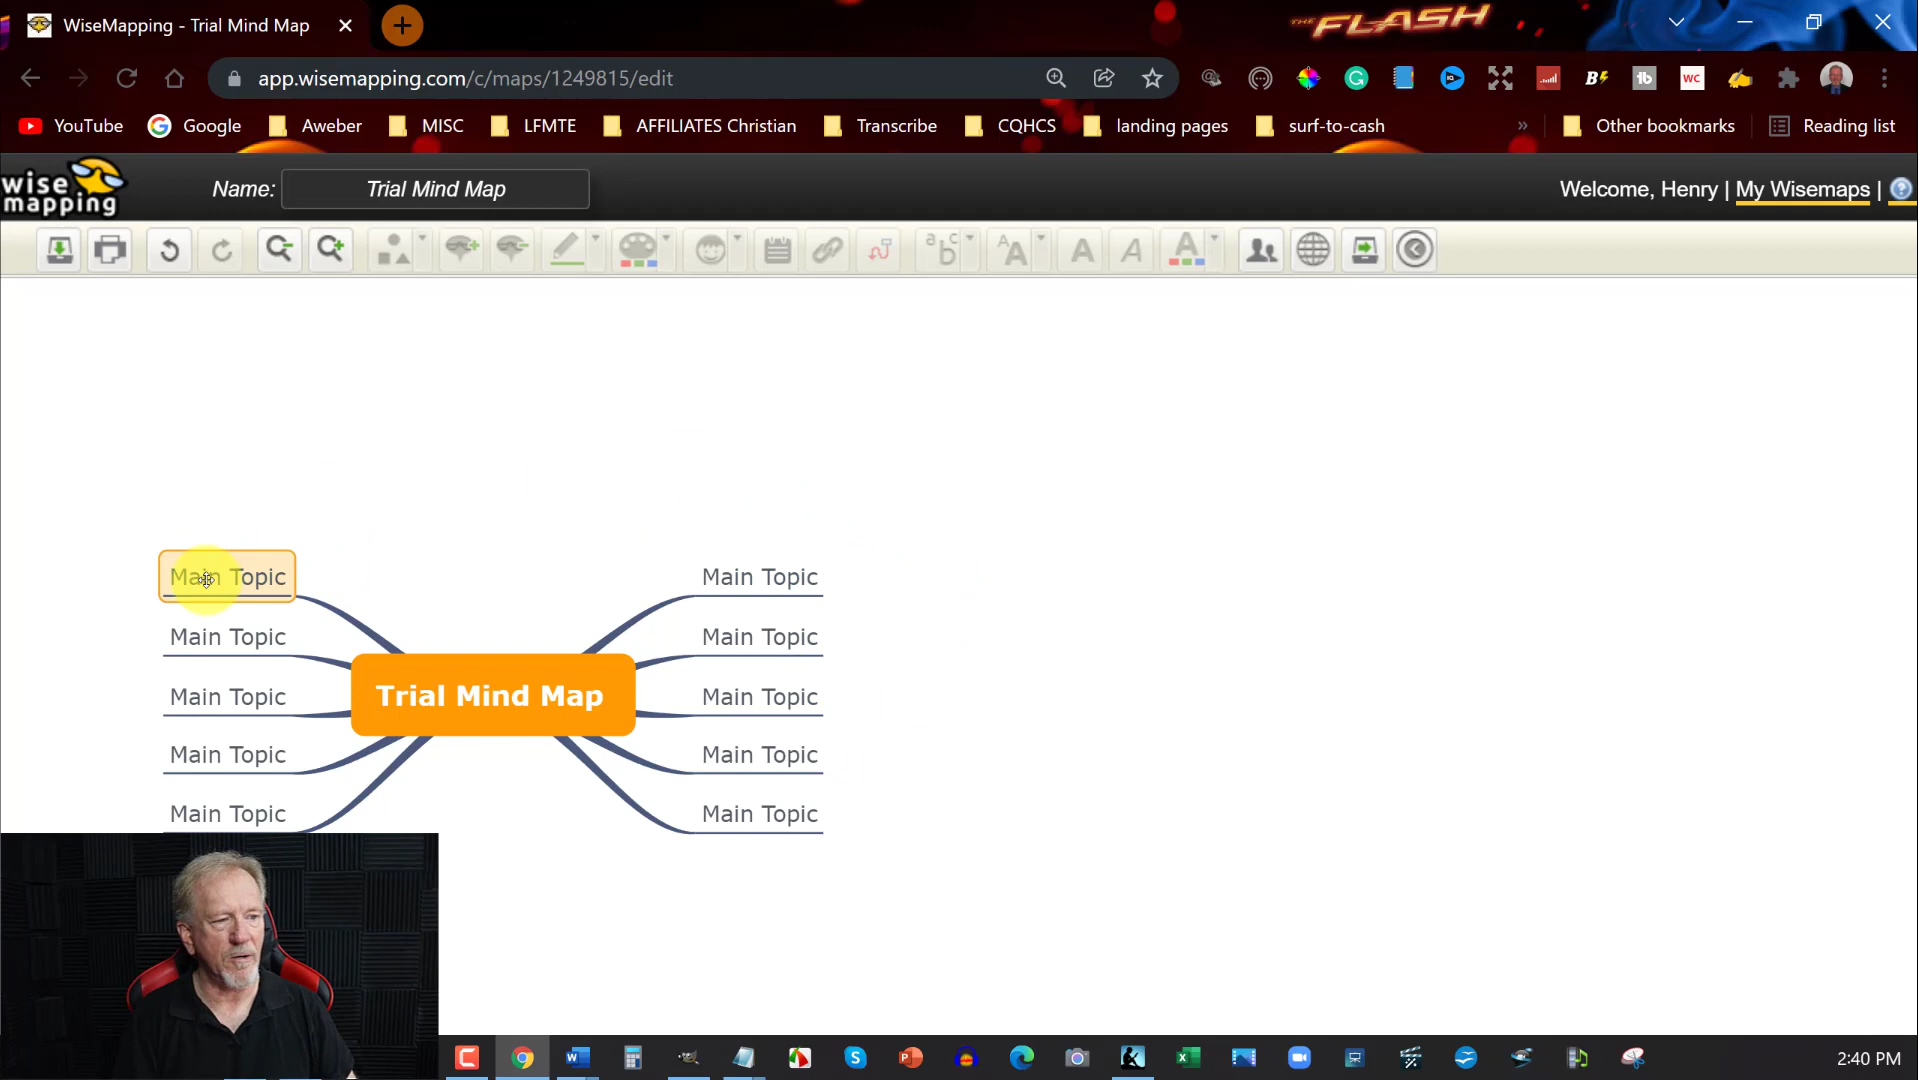 WiseMapping - Trial Mind Map
THE FLASH
app.wisemapping.com/c/maps/1249815/edit
YouTube Google Aweber MISC LFMTE AFFILIATES Christian Transcribe CQHCS landing pages surf-to-cash » Other bookmarks Reading list
wise mapping
Name: Trial Mind Map
Welcome, Henry | My Wisemaps |
Main Topic Main Topic
Main Topic Main Topic
Trial Mind Map
Main Topic Main Topic
Main Topic Main Topic
Main Topic Main Topic
2:40 PM